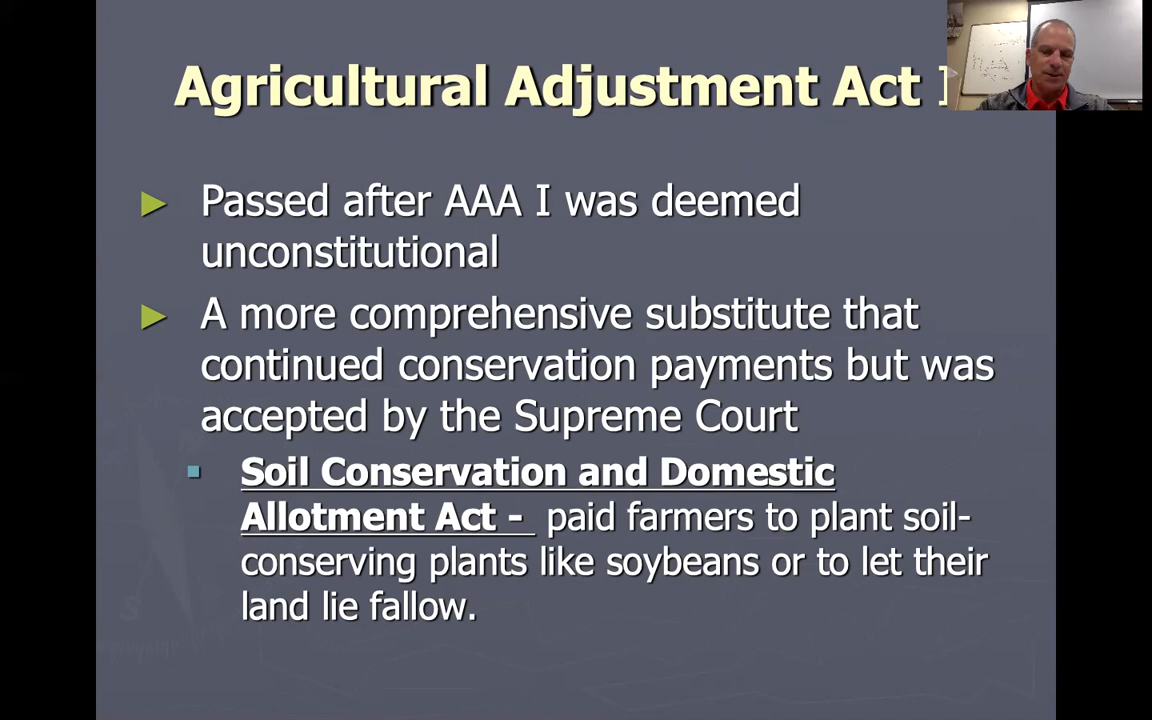 Agricultural Adjustment Act I
Passed after AAA I was deemed
unconstitutional
A more comprehensive substitute that
continued conservation payments but was
accepted by the Supreme Court
Soil Conservation and Domestic
Allotment Act - paid farmers to plant soil-
conserving plants like soybeans or to let their
land lie fallow.